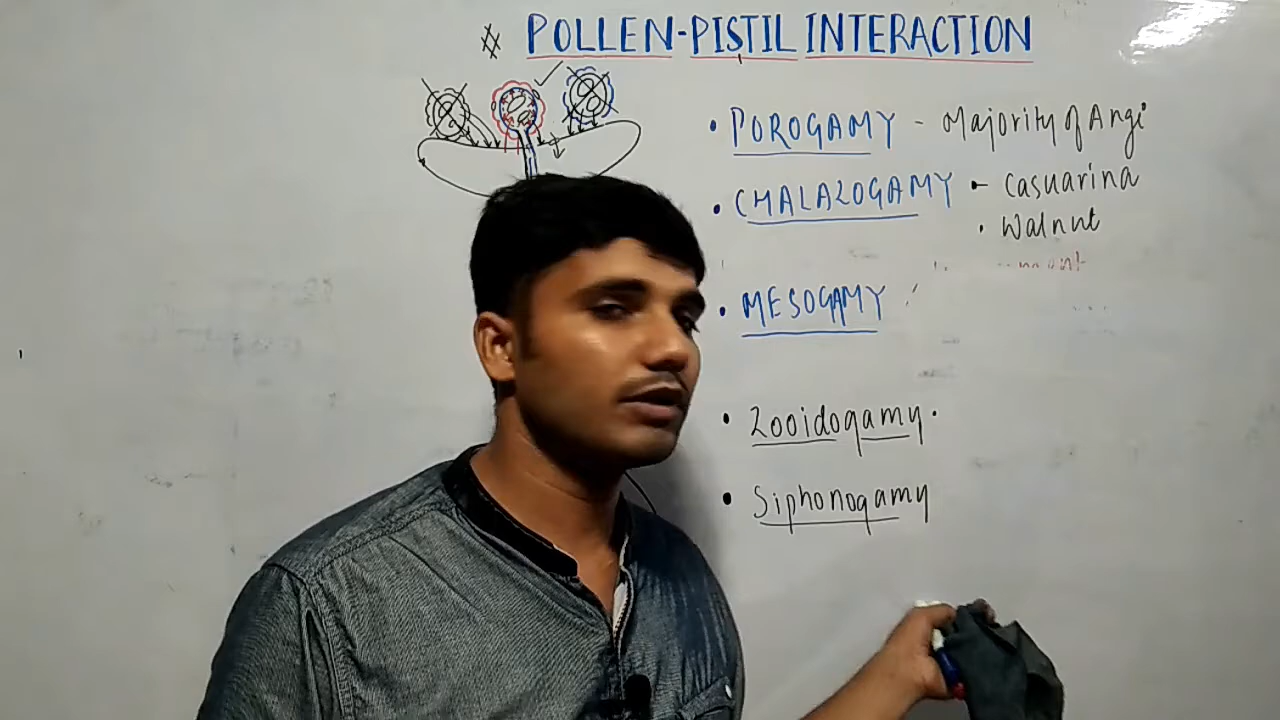 * POLLEN-PISTIL INTERACTION
• POROGAMY - Majority of Angi
• CHALAZOGAMY - Casuarina
• Walnut
• MESOGAMY
• Zooidogamy.
• Siphonogamy